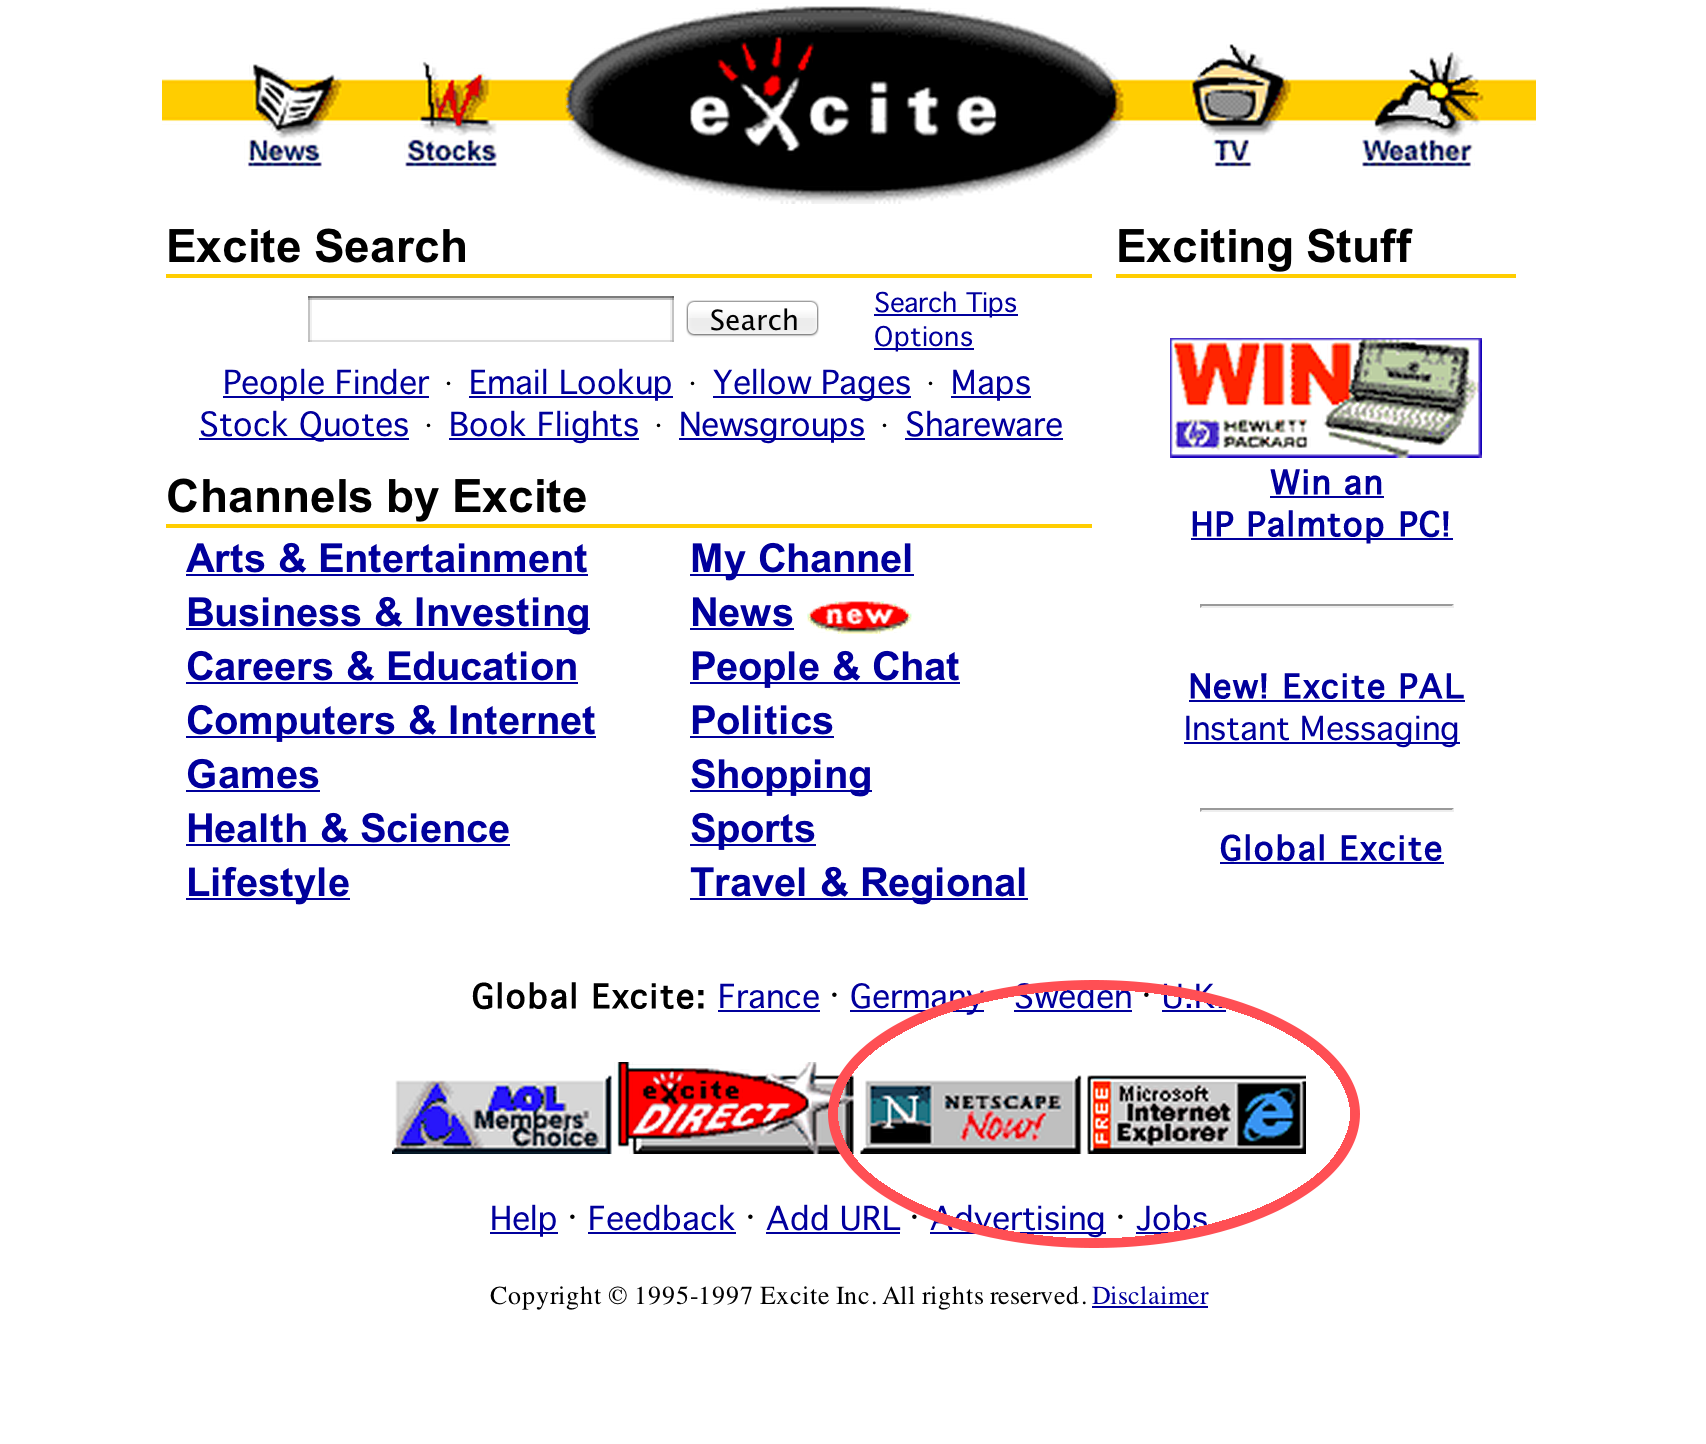 excite
News Stocks TV Weather
Excite Search
Search
Search Tips
Options
People Finder · Email Lookup · Yellow Pages · Maps
Stock Quotes · Book Flights · Newsgroups · Shareware
Channels by Excite
Arts & Entertainment
Business & Investing
Careers & Education
Computers & Internet
Games
Health & Science
Lifestyle
My Channel
News new
People & Chat
Politics
Shopping
Sports
Travel & Regional
Exciting Stuff
WIN
hp HEWLETT
PACKARD
Win an
HP Palmtop PC!
New! Excite PAL
Instant Messaging
Global Excite
Global Excite: France · Germany · Sweden · U.K.
AOL
Members'
Choice
excite
DIRECT
N NETSCAPE
Now!
FREE
Microsoft
Internet
Explorer
Help · Feedback · Add URL · Advertising · Jobs
Copyright © 1995-1997 Excite Inc. All rights reserved. Disclaimer